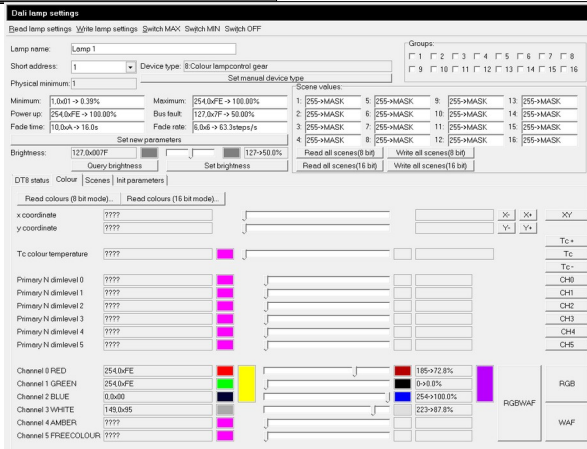 Dali lamp settings
Read lamp settings Write lamp settings Switch MAX Switch MIN Switch OFF
Lamp name: Lamp 1
Groups:
1 2 3 4 5 6 7 8
9 10 11 12 13 14 15 16
Short address: 1 Device type: 8:Colour lampcontrol gear
Set manual device type
Physical minimum: 1
Scene values:
Minimum: 1,0x01 -> 0.39% Maximum: 254,0xFE -> 100.00% 1: 255->MASK 5: 255->MASK 9: 255->MASK 13: 255->MASK
Power up: 254,0xFE -> 100.00% Bus fault: 127,0x7F -> 50.00% 2: 255->MASK 6: 255->MASK 10: 255->MASK 14: 255->MASK
Fade time: 10,0xA -> 16.0s Fade rate: 6,0x6 -> 63.3steps/s 3: 255->MASK 7: 255->MASK 11: 255->MASK 15: 255->MASK
Set new parameters 4: 255->MASK 8: 255->MASK 12: 255->MASK 16: 255->MASK
Brightness: 127,0x007F 127->50.0% Read all scenes(8 bit) Write all scenes(8 bit)
Query brightness Set brightness Read all scenes(16 bit) Write all scenes(16 bit)
DT8 status Colour Scenes Init parameters
Read colours (8 bit mode)... Read colours (16 bit mode)...
x coordinate ???? X- X+ XY
y coordinate ???? Y- Y+
Tc +
Tc colour temperature ???? Tc
Tc -
Primary N dimlevel 0 ???? CH0
Primary N dimlevel 1 ???? CH1
Primary N dimlevel 2 ???? CH2
Primary N dimlevel 3 ???? CH3
Primary N dimlevel 4 ???? CH4
Primary N dimlevel 5 ???? CH5
Channel 0 RED 254,0xFE 185->72.8%
Channel 1 GREEN 254,0xFE 0->0.0% RGB
Channel 2 BLUE 0,0x00 254->100.0% RGBWAF
Channel 3 WHITE 149,0x95 223->87.8%
Channel 4 AMBER ???? WAF
Channel 5 FREECOLOUR ????